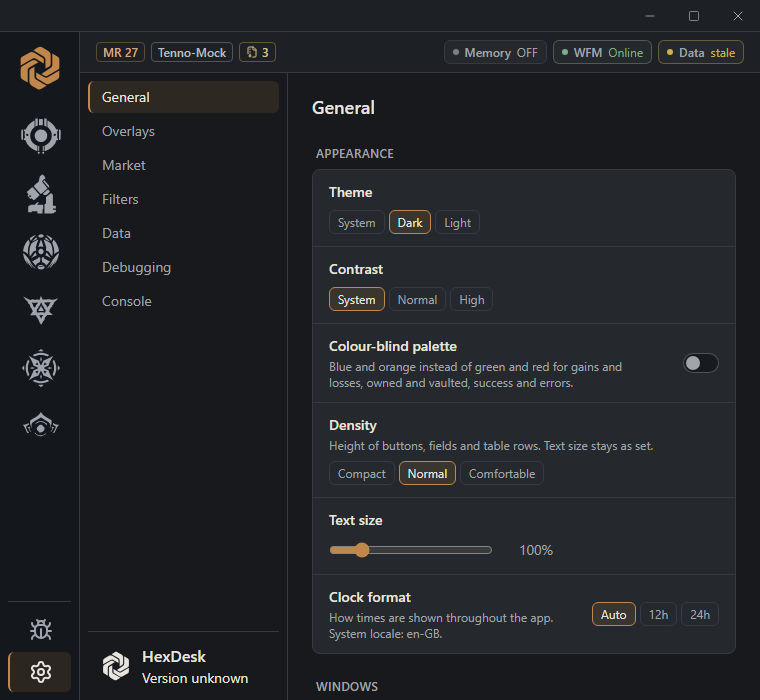 MR 27
Tenno-Mock
3
Memory OFF
WFM Online
Data stale
General
Overlays
Market
Filters
Data
Debugging
Console
HexDesk
Version unknown
General
APPEARANCE
Theme
System Dark Light
Contrast
System Normal High
Colour-blind palette
Blue and orange instead of green and red for gains and
losses, owned and vaulted, success and errors.
Density
Height of buttons, fields and table rows. Text size stays as set.
Compact Normal Comfortable
Text size
100%
Clock format
How times are shown throughout the app.
System locale: en-GB.
Auto 12h 24h
WINDOWS